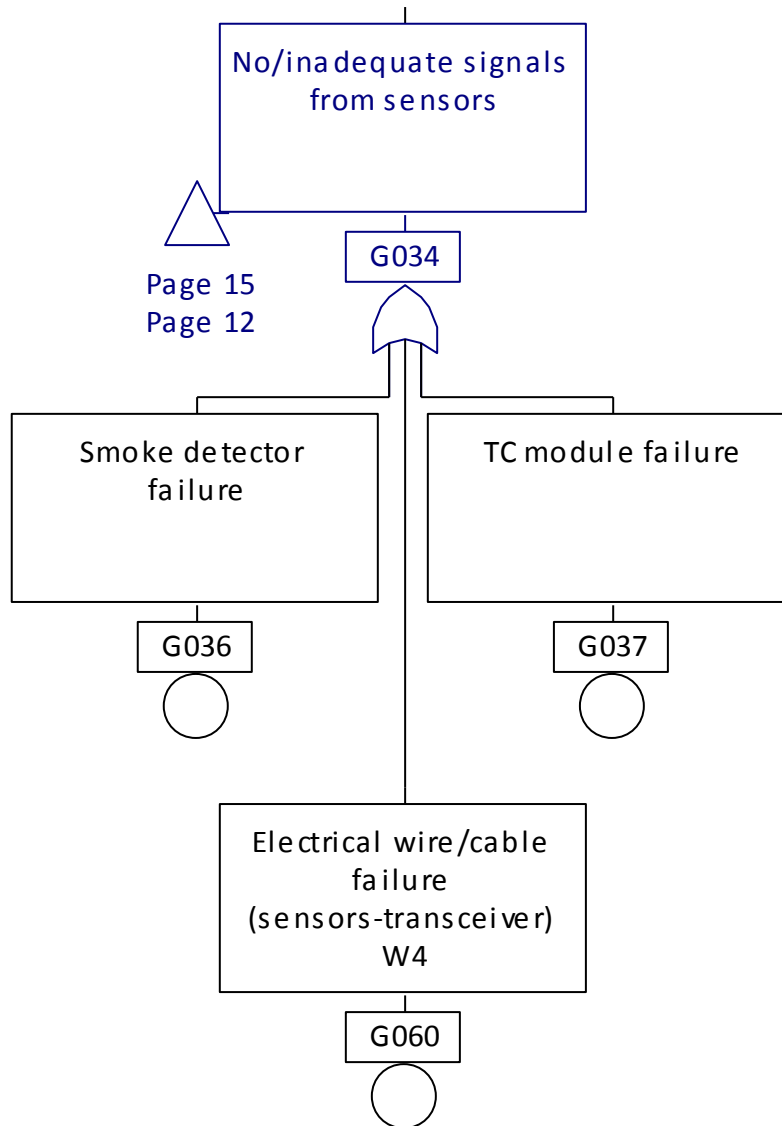 No/inadequate signals
from sensors
G034
Page 15
Page 12
Smoke detector
failure
TC module failure
G036
G037
Electrical wire/cable
failure
(sensors-transceiver)
W4
G060